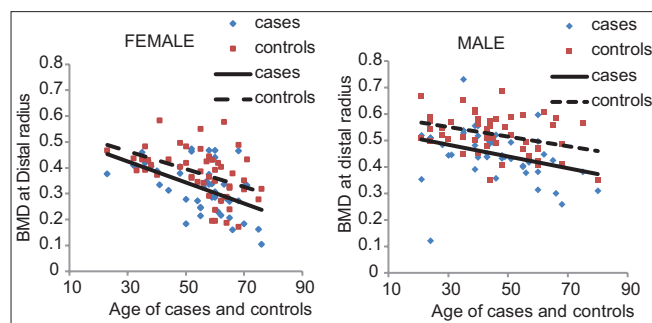 FEMALE
cases
controls
cases
controls
BMD at Distal radius
0.8
0.7
0.6
0.5
0.4
0.3
0.2
0.1
0
10
30
50
70
90
Age of cases and controls
MALE
cases
controls
cases
controls
BMD at distal radius
0.8
0.7
0.6
0.5
0.4
0.3
0.2
0.1
0
10
30
50
70
90
Age of cases and controls